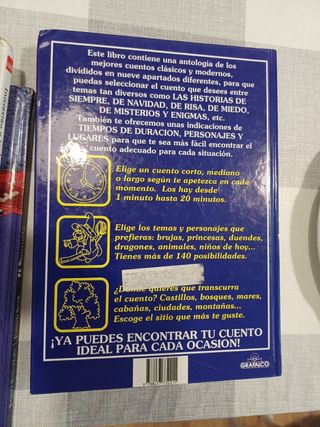 Este libro contiene una antología de los
mejores cuentos clásicos y modernos,
divididos en nueve apartados diferentes, para que
puedas seleccionar el cuento que desees entre
temas tan diversos como LAS HISTORIAS DE
SIEMPRE, DE NAVIDAD, DE RISA, DE MIEDO,
DE MISTERIOS Y ENIGMAS, etc.
También te ofrecemos unas indicaciones de
TIEMPOS DE DURACION, PERSONAJES Y
LUGARES para que te sea más fácil encontrar el
cuento adecuado para cada situación.
Elige un cuento corto, mediano
o largo según te apetezca en cada
momento. Los hay desde
1 minuto hasta 20 minutos.
Elige los temas y personajes que
prefieras: brujas, princesas, duendes,
dragones, animales, niños de hoy...
Tienes más de 140 posibilidades.
¿Dónde quieres que transcurra
el cuento? Castillos, bosques, mares,
cabañas, ciudades, montañas...
Escoge el sitio que más te guste.
¡YA PUEDES ENCONTRAR TU CUENTO
IDEAL PARA CADA OCASION!
GRAFALCO